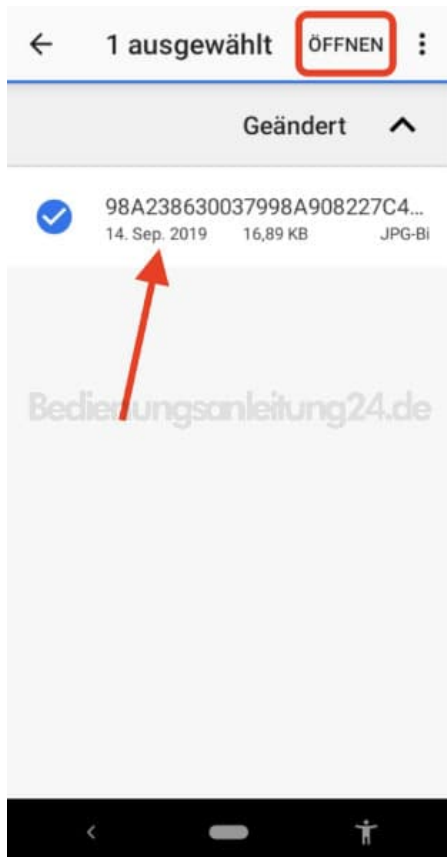 1 ausgewählt ÖFFNEN
Geändert
98A238630037998A908227C4...
14. Sep. 2019 16,89 KB JPG-Bi
Bedienungsanleitung24.de